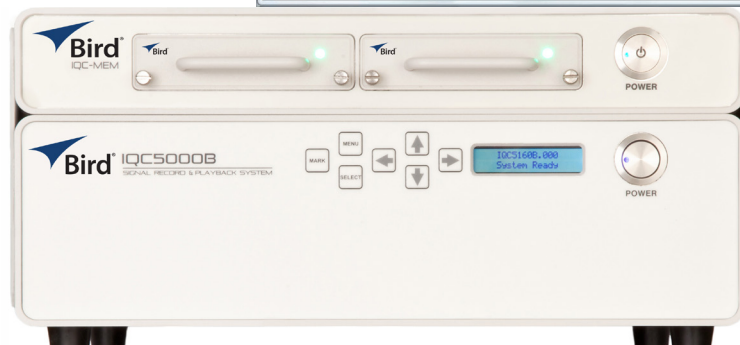 Bird®
IQC-MEM
Bird
Bird
POWER
Bird®
IQC5000B
SIGNAL RECORD & PLAYBACK SYSTEM
MARK
MENU
SELECT
IQC5160B.000
System Ready
POWER